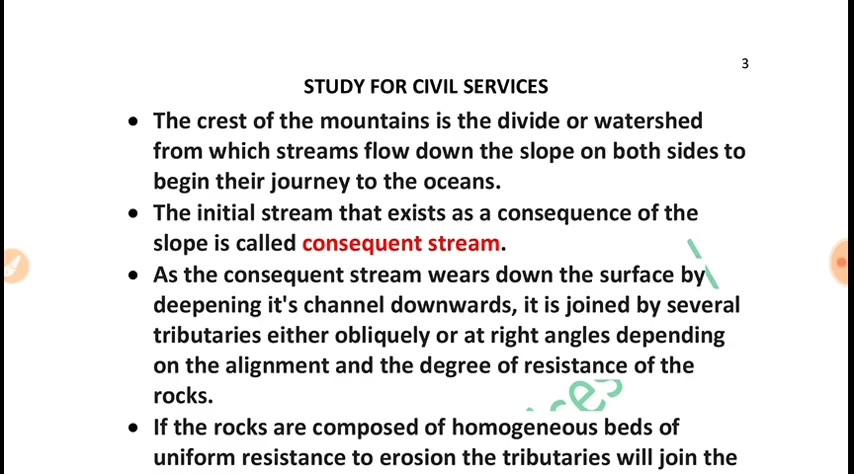 3
STUDY FOR CIVIL SERVICES
• The crest of the mountains is the divide or watershed
from which streams flow down the slope on both sides to
begin their journey to the oceans.
• The initial stream that exists as a consequence of the
slope is called consequent stream.
• As the consequent stream wears down the surface by
deepening it's channel downwards, it is joined by several
tributaries either obliquely or at right angles depending
on the alignment and the degree of resistance of the
rocks.
• If the rocks are composed of homogeneous beds of
uniform resistance to erosion the tributaries will join the